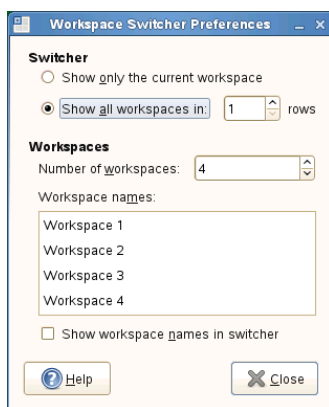 Workspace Switcher Preferences
Switcher
Show only the current workspace
Show all workspaces in: 1 rows
Workspaces
Number of workspaces: 4
Workspace names:
Workspace 1
Workspace 2
Workspace 3
Workspace 4
Show workspace names in switcher
Help Close